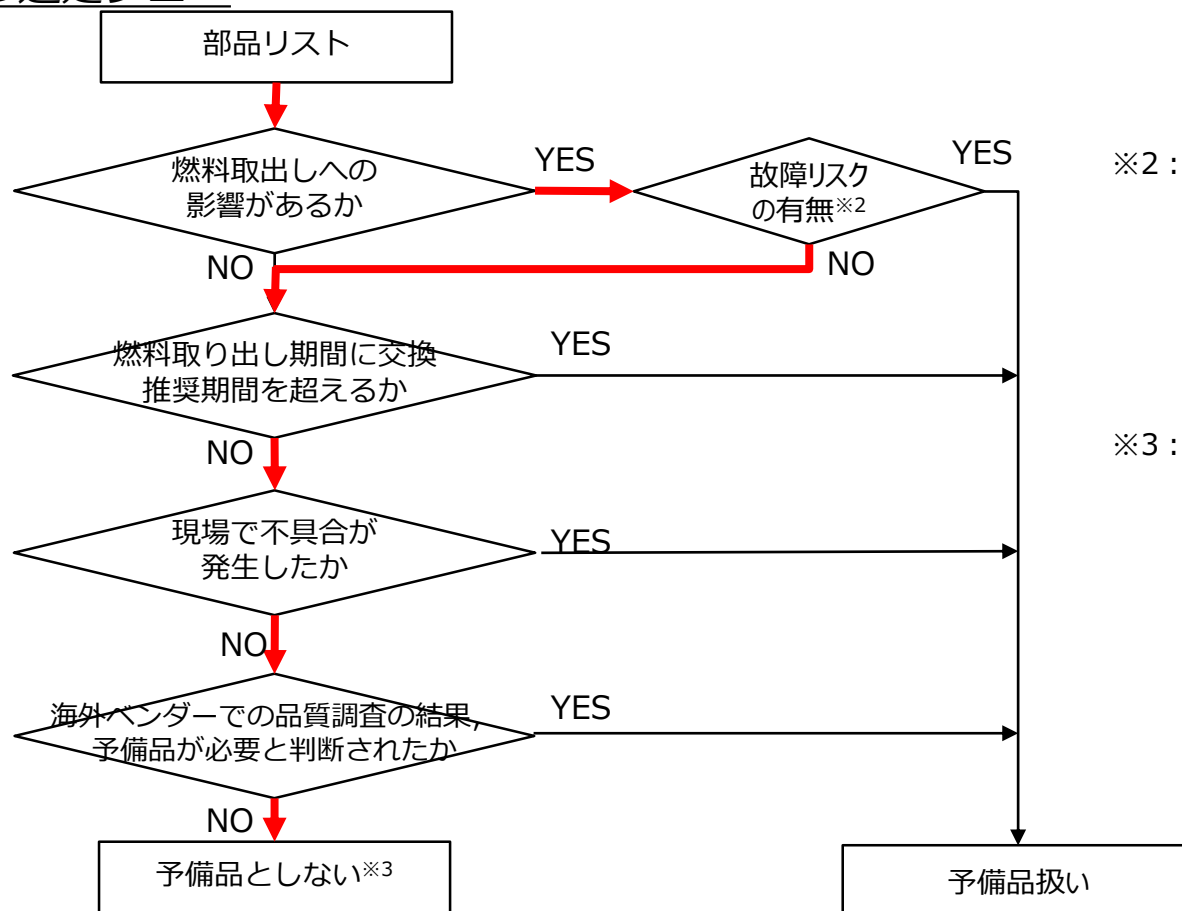 部品リスト
燃料取出しへの
影響があるか
YES
故障リスク
の有無※2
YES
※2：
NO
NO
燃料取り出し期間に交換
推奨期間を超えるか
YES
NO
※3：
現場で不具合が
発生したか
YES
NO
海外ベンダーでの品質調査の結果,
予備品が必要と判断されたか
YES
NO
予備品としない※3
予備品扱い